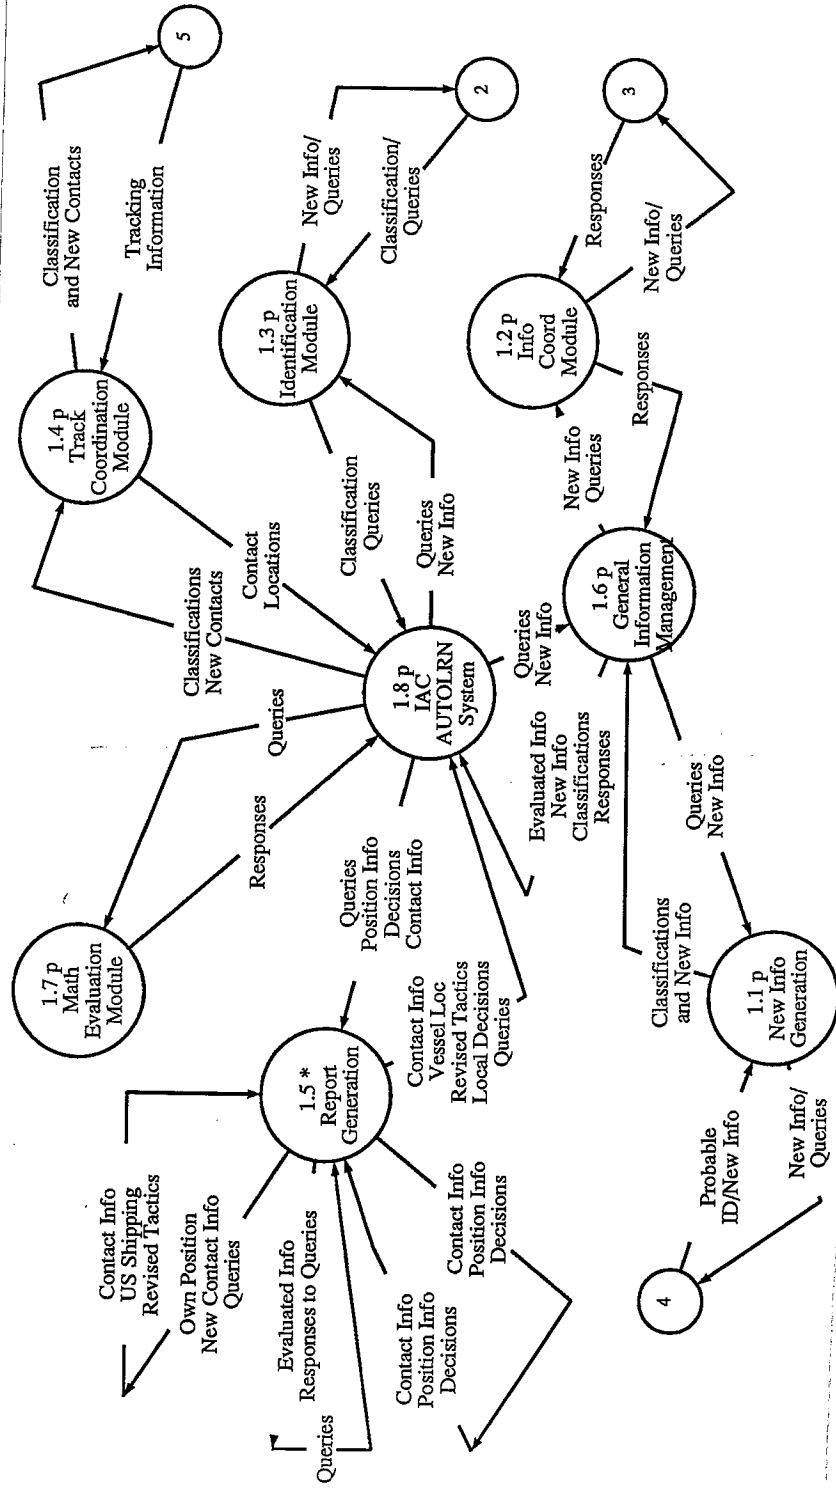 5
Classification
and New Contacts
Tracking
Information
1.4 p
Track
Coordination
Module
2
New Info/
Queries
Classification/
Queries
1.3 p
Identification
Module
3
Responses
New Info/
Queries
1.2 p
Info
Coord
Module
Responses
New Info
Queries
Classifications
New Contacts
Contact
Locations
Classification
Queries
Queries
New Info
1.8 p
IAC
AUTOLRN
System
Queries
New Info
1.6 p
General
Information
Management
Queries
Responses
1.7 p
Math
Evaluation
Module
Queries
Position Info
Decisions
Contact Info
Evaluated Info
New Info
Classifications
Responses
Queries
New Info
Classifications
and New Info
1.1 p
New Info
Generation
Contact Info
Vessel Loc
Revised Tactics
Local Decisions
Queries
1.5 *
Report
Generation
Contact Info
US Shipping
Revised Tactics
Own Position
New Contact Info
Queries
Evaluated Info
Responses to Queries
Queries
Contact Info
Position Info
Decisions
Contact Info
Position Info
Decisions
Probable
ID/New Info
New Info/
Queries
4